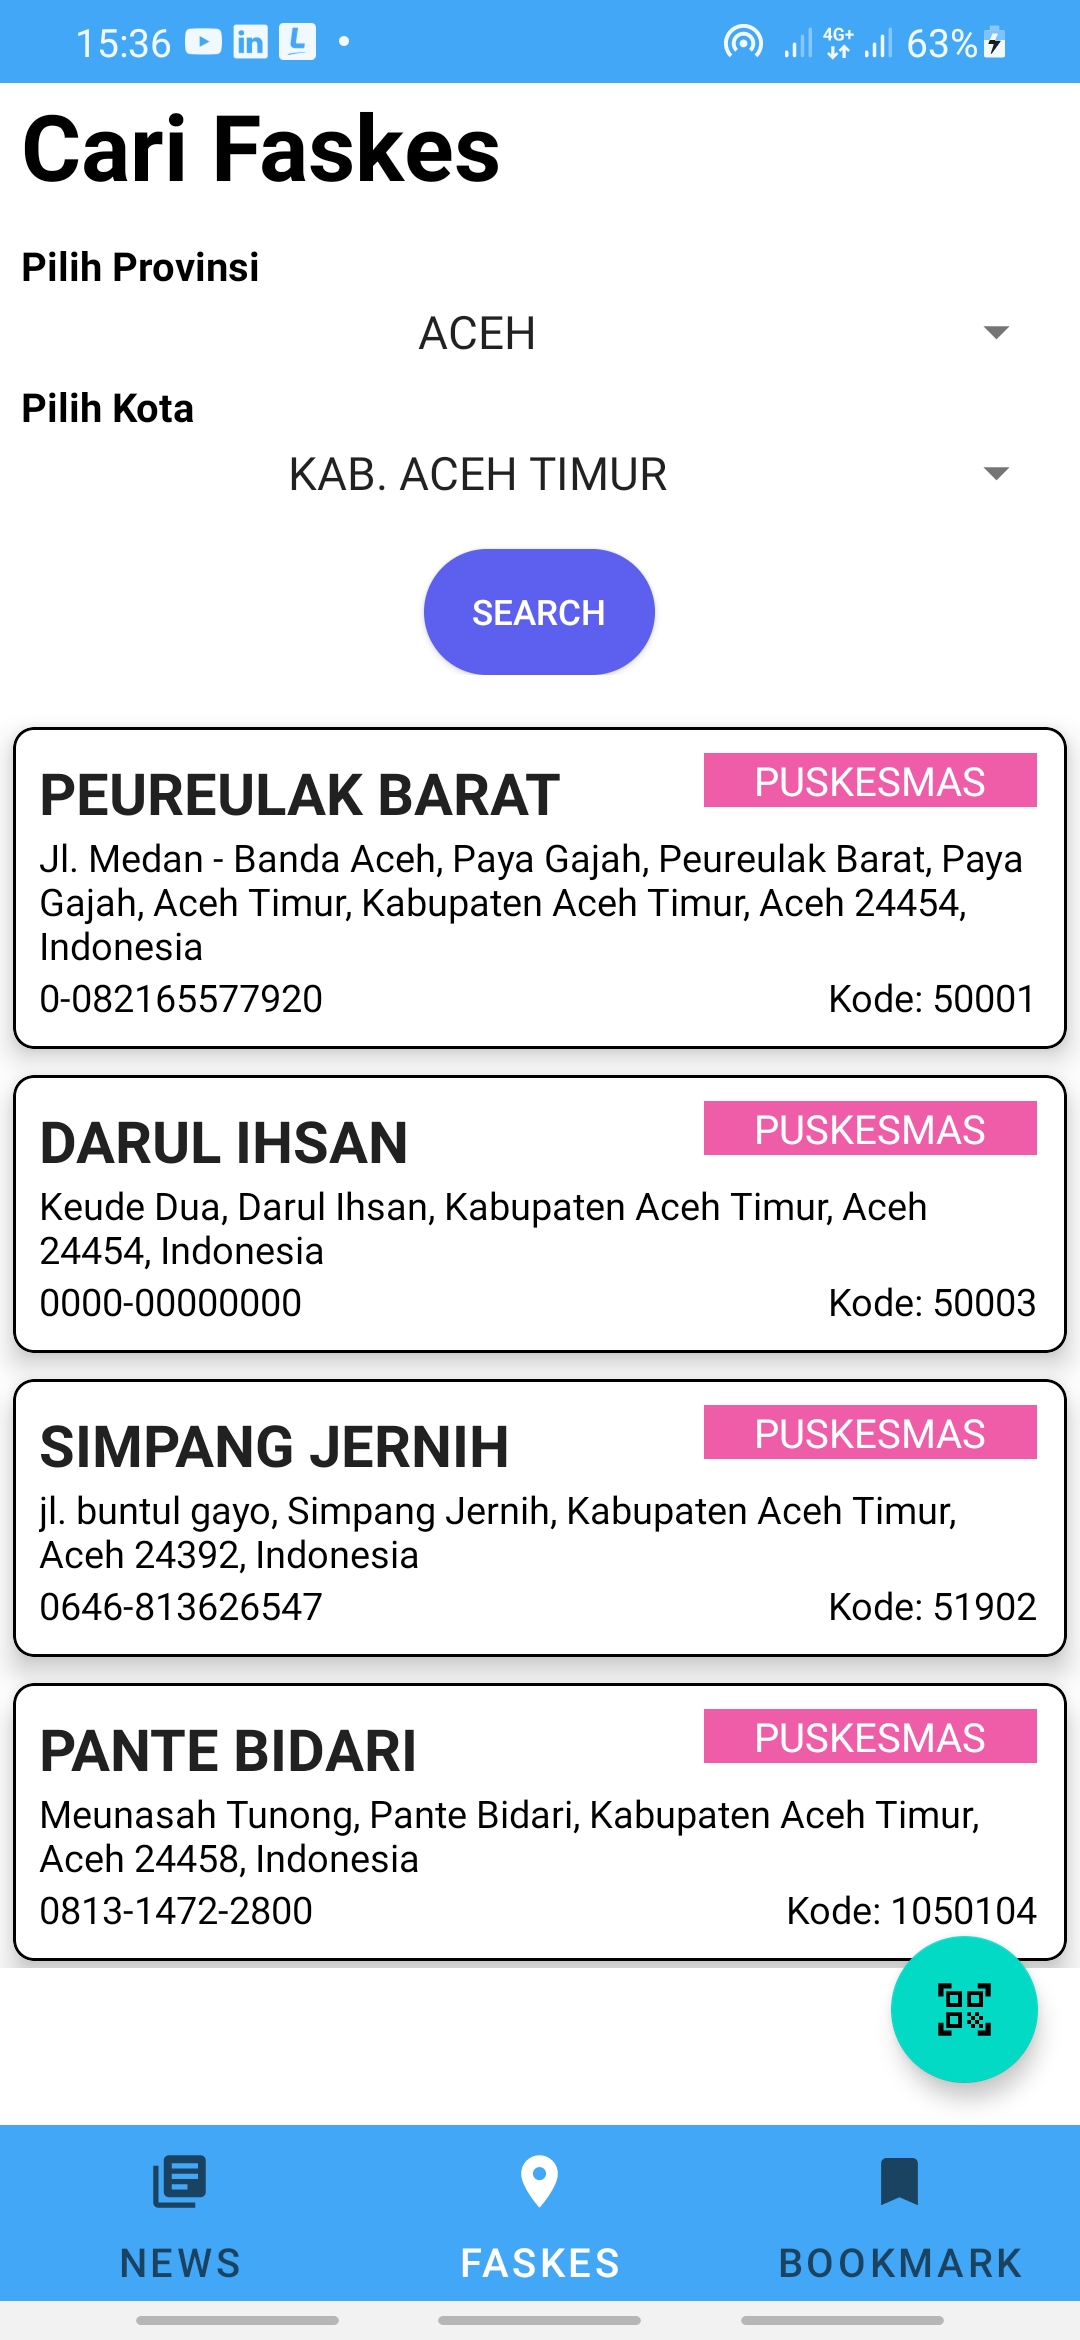 15:36
4G+
63%
Cari Faskes
Pilih Provinsi
ACEH
Pilih Kota
KAB. ACEH TIMUR
SEARCH
PEUREULAK BARAT
PUSKESMAS
Jl. Medan - Banda Aceh, Paya Gajah, Peureulak Barat, Paya
Gajah, Aceh Timur, Kabupaten Aceh Timur, Aceh 24454,
Indonesia
0-082165577920
Kode: 50001
DARUL IHSAN
PUSKESMAS
Keude Dua, Darul Ihsan, Kabupaten Aceh Timur, Aceh
24454, Indonesia
0000-00000000
Kode: 50003
SIMPANG JERNIH
PUSKESMAS
jl. buntul gayo, Simpang Jernih, Kabupaten Aceh Timur,
Aceh 24392, Indonesia
0646-813626547
Kode: 51902
PANTE BIDARI
PUSKESMAS
Meunasah Tunong, Pante Bidari, Kabupaten Aceh Timur,
Aceh 24458, Indonesia
0813-1472-2800
Kode: 1050104
NEWS
FASKES
BOOKMARK